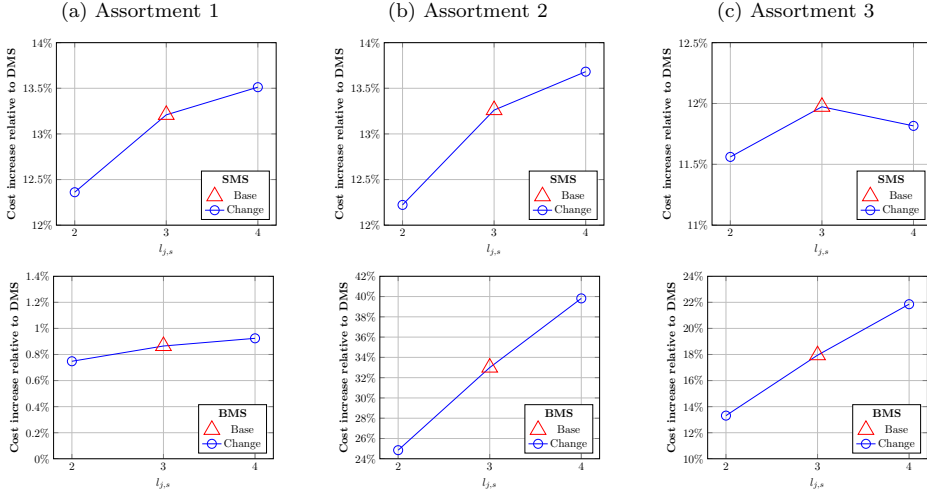 (a) Assortment 1
Cost increase relative to DMS
14%
13.5%
13%
12.5%
12%
2
3
4
l_{j,s}
SMS
Base
Change
(b) Assortment 2
Cost increase relative to DMS
14%
13.5%
13%
12.5%
12%
2
3
4
l_{j,s}
SMS
Base
Change
(c) Assortment 3
Cost increase relative to DMS
12.5%
12%
11.5%
11%
2
3
4
l_{j,s}
SMS
Base
Change
Cost increase relative to DMS
1.4%
1.2%
1%
0.8%
0.6%
0.4%
0.2%
0%
2
3
4
l_{j,s}
BMS
Base
Change
Cost increase relative to DMS
42%
40%
38%
36%
34%
32%
30%
28%
26%
24%
2
3
4
l_{j,s}
BMS
Base
Change
Cost increase relative to DMS
24%
22%
20%
18%
16%
14%
12%
10%
2
3
4
l_{j,s}
BMS
Base
Change